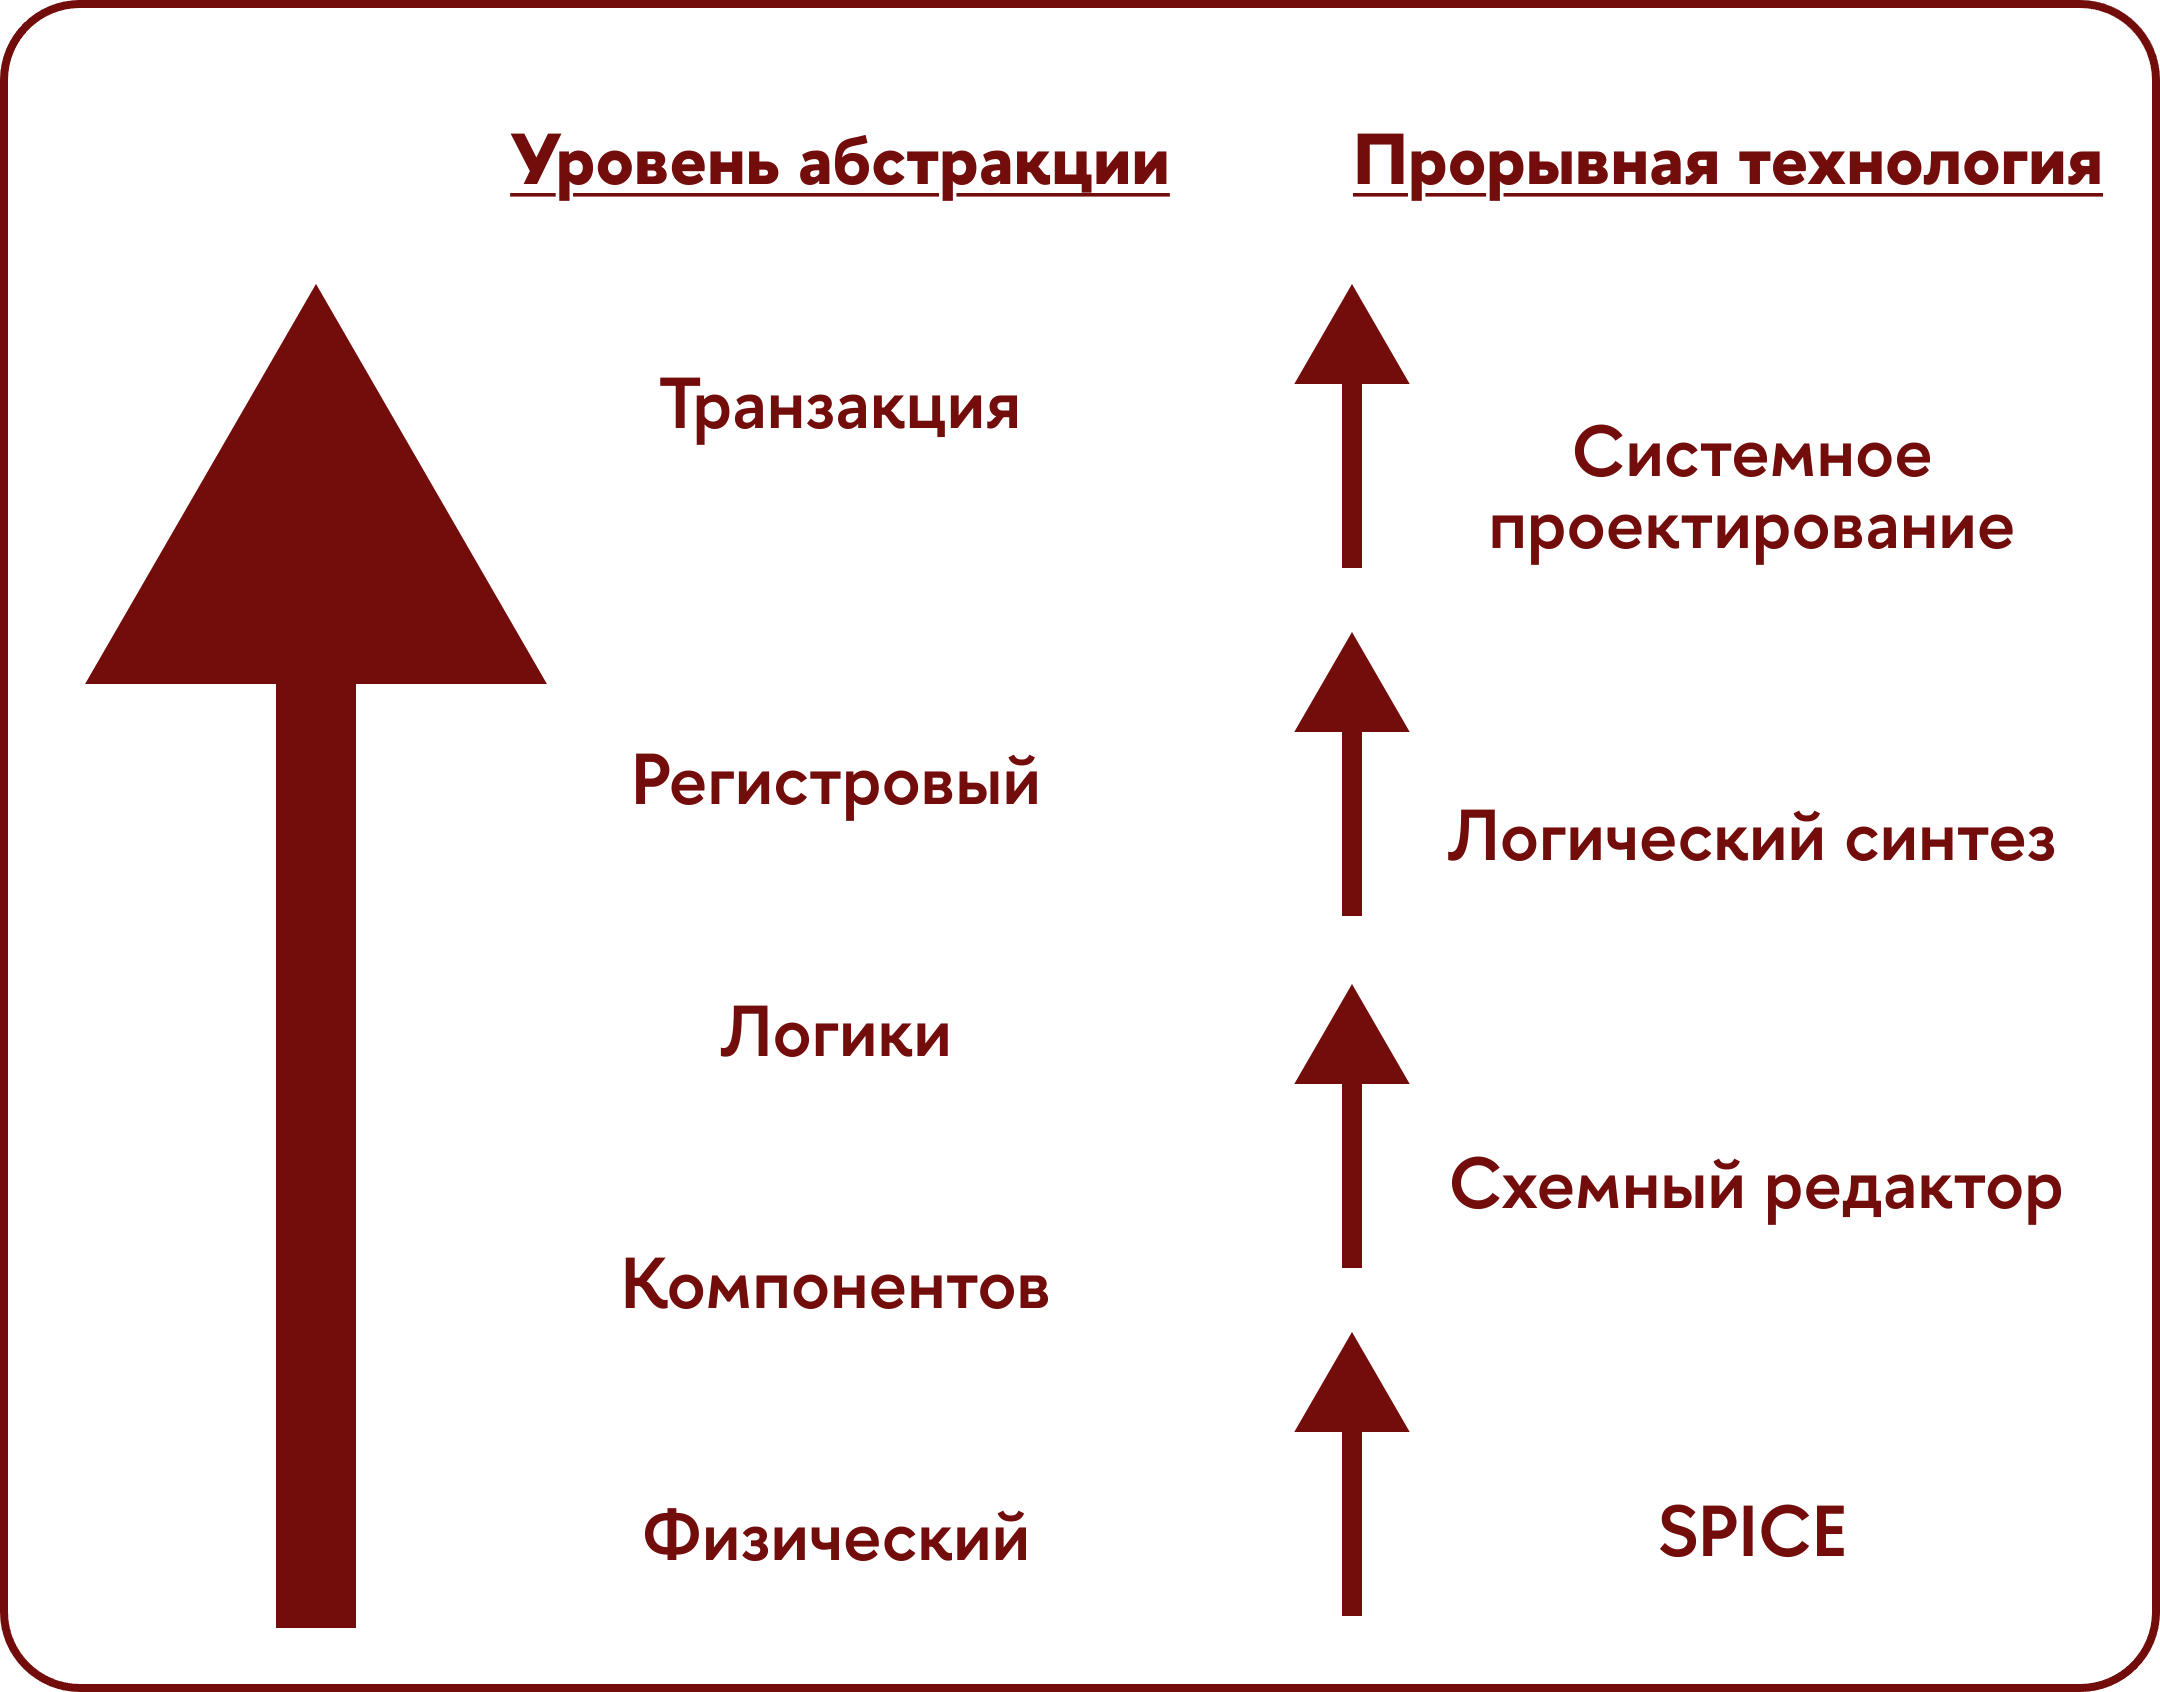 Уровень абстракции
Прорывная технология
Транзакция
Системное
проектирование
Регистровый
Логический синтез
Логики
Схемный редактор
Компонентов
Физический
SPICE